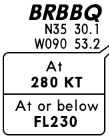 BRBBQ
N35 30.1
W090 53.2
At
280 KT
At or below
FL230